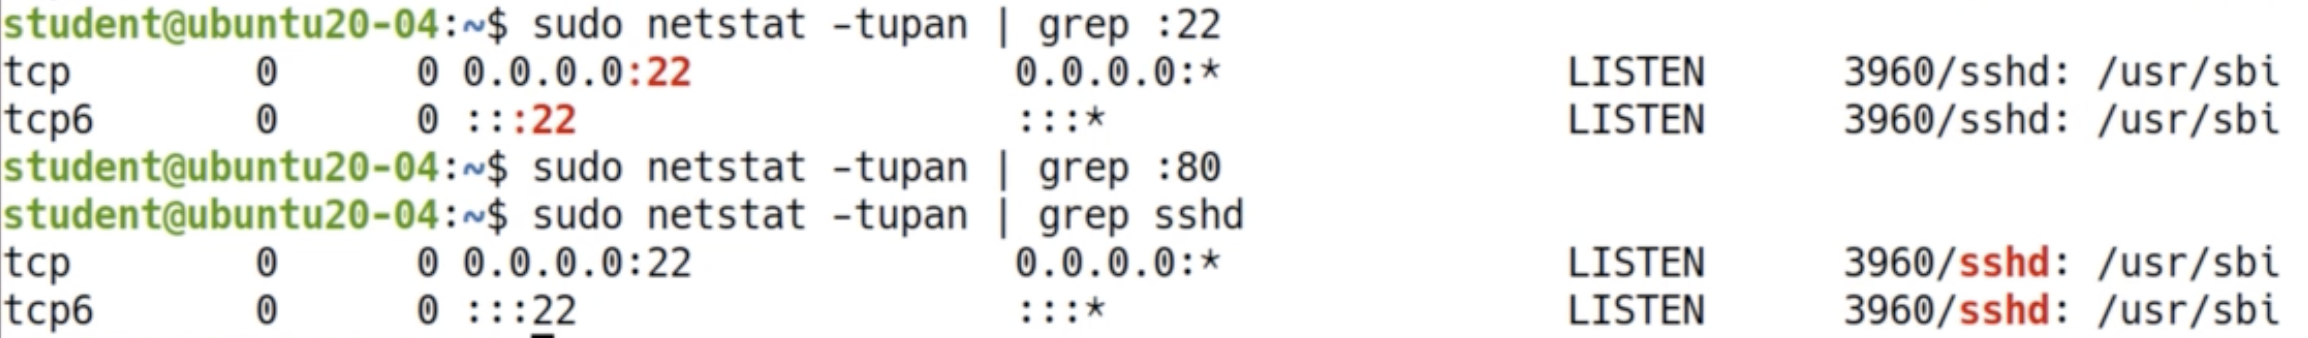 student@ubuntu20-04:~$ sudo netstat -tupan | grep :22
tcp        0      0 0.0.0.0:22              0.0.0.0:*               LISTEN      3960/sshd: /usr/sbi
tcp6       0      0 :::22                   :::*                    LISTEN      3960/sshd: /usr/sbi
student@ubuntu20-04:~$ sudo netstat -tupan | grep :80
student@ubuntu20-04:~$ sudo netstat -tupan | grep sshd
tcp        0      0 0.0.0.0:22              0.0.0.0:*               LISTEN      3960/sshd: /usr/sbi
tcp6       0      0 :::22                   :::*                    LISTEN      3960/sshd: /usr/sbi